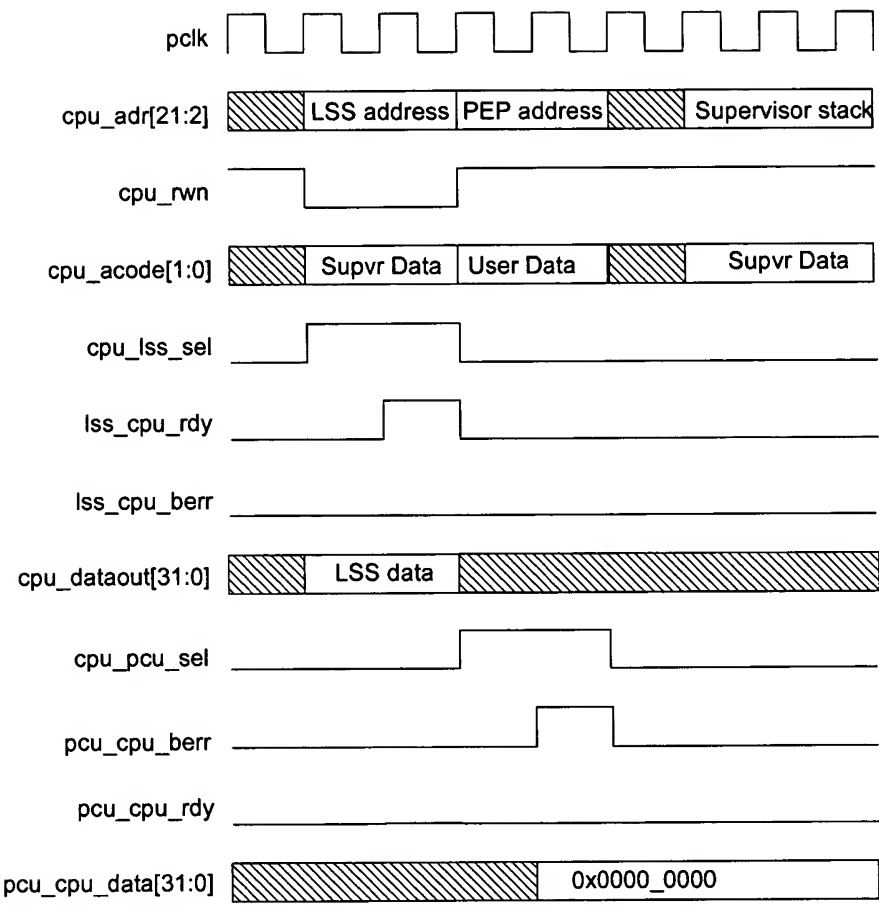 pclk
cpu_adr[21:2] LSS address PEP address Supervisor stack
cpu_rwn
cpu_acode[1:0] Supvr Data User Data Supvr Data
cpu_lss_sel
lss_cpu_rdy
lss_cpu_berr
cpu_dataout[31:0] LSS data
cpu_pcu_sel
pcu_cpu_berr
pcu_cpu_rdy
pcu_cpu_data[31:0] 0x0000_0000